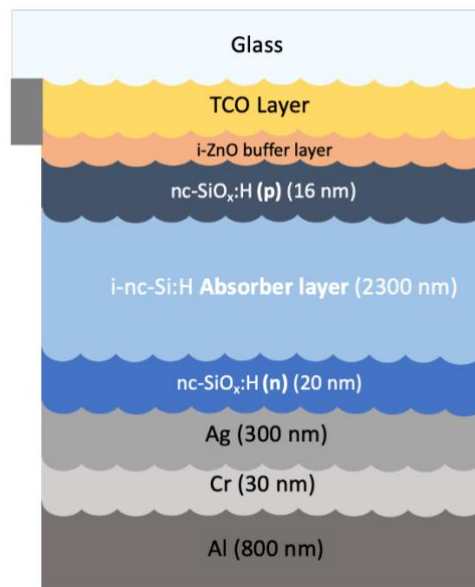 Glass
TCO Layer
i-ZnO buffer layer
nc-SiOₓ:H (p) (16 nm)
i-nc-Si:H Absorber layer (2300 nm)
nc-SiOₓ:H (n) (20 nm)
Ag (300 nm)
Cr (30 nm)
Al (800 nm)